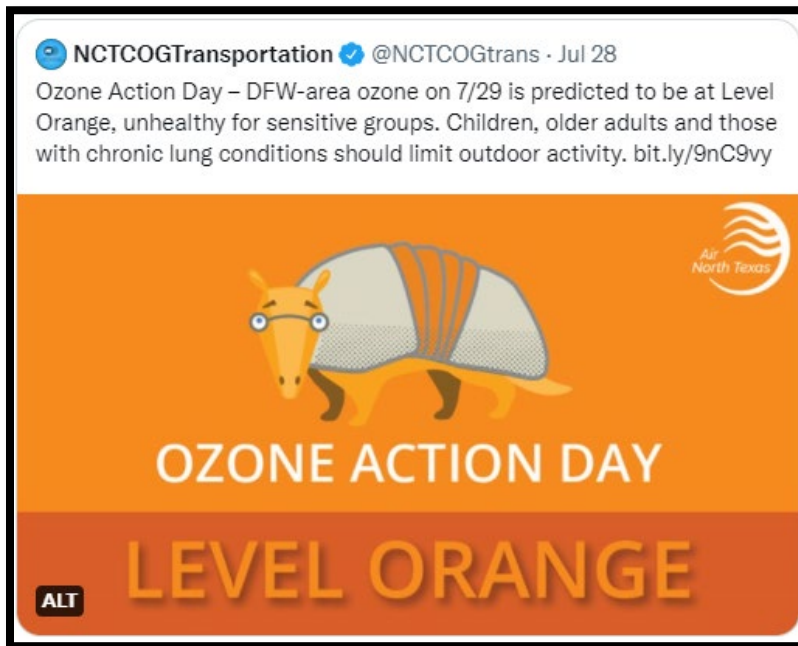 NCTCOGTransportation @NCTCOGtrans · Jul 28
Ozone Action Day – DFW-area ozone on 7/29 is predicted to be at Level
Orange, unhealthy for sensitive groups. Children, older adults and those
with chronic lung conditions should limit outdoor activity. bit.ly/9nC9vy
Air
North Texas
OZONE ACTION DAY
LEVEL ORANGE
ALT